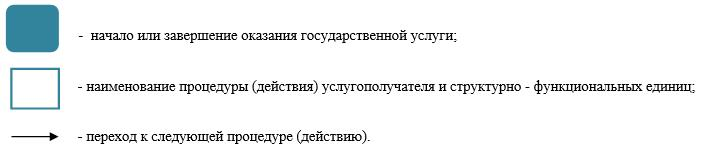 - начало или завершение оказания государственной услуги;
- наименование процедуры (действия) услугополучателя и структурно - функциональных единиц;
- переход к следующей процедуре (действию).